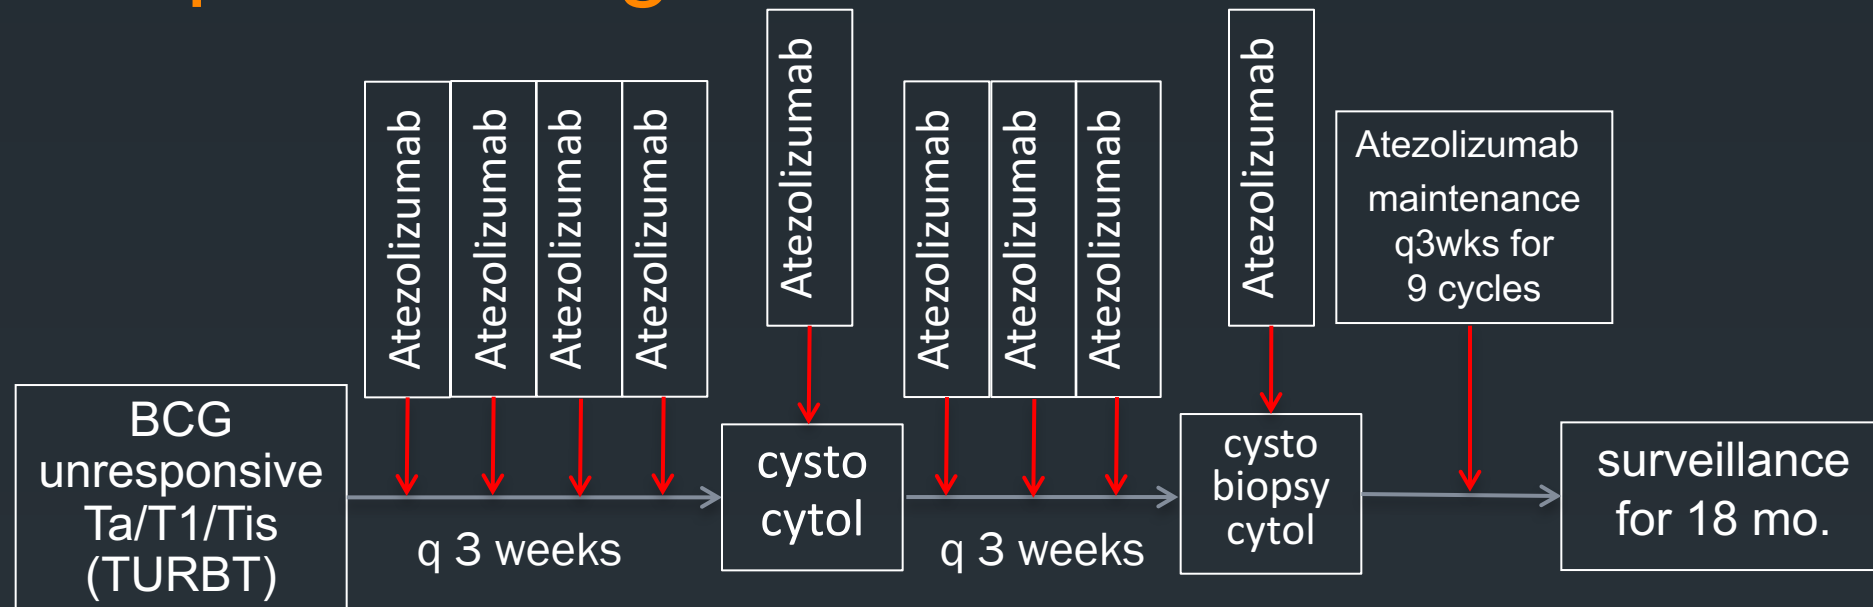 BCG
unresponsive
Ta/T1/Tis
(TURBT)
Atezolizumab
Atezolizumab
Atezolizumab
Atezolizumab
q 3 weeks
Atezolizumab
cysto
cytol
Atezolizumab
Atezolizumab
Atezolizumab
q 3 weeks
Atezolizumab
cysto
biopsy
cytol
Atezolizumab
maintenance
q3wks for
9 cycles
surveillance
for 18 mo.